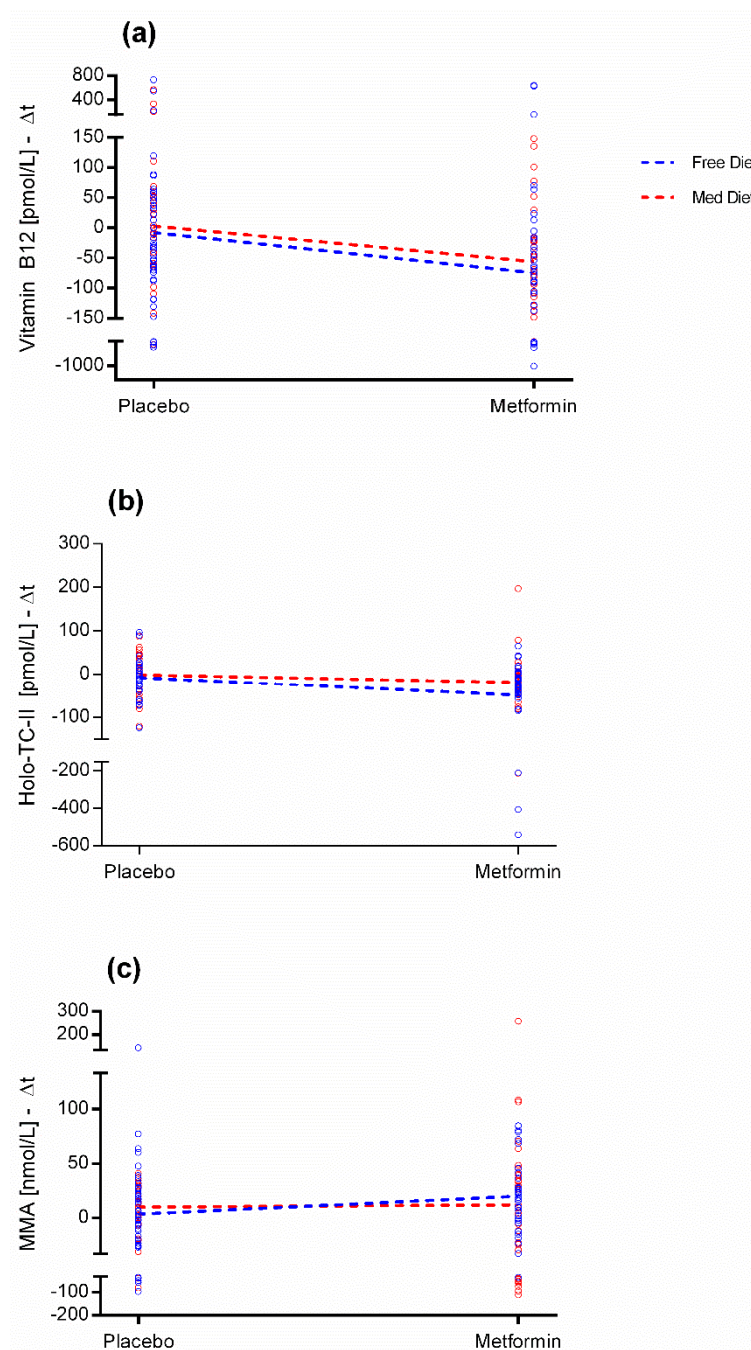 (a)
Vitamin B12 [pmol/L] - Δt
800
400
150
100
50
0
-50
-100
-150
-1000
Placebo
Metformin
Free Die
Med Die
(b)
Holo-TC-II [pmol/L] - Δt
300
200
100
0
-100
-200
-400
-600
Placebo
Metformin
(c)
MMA [nmol/L] - Δt
300
200
100
50
0
-100
-200
Placebo
Metformin